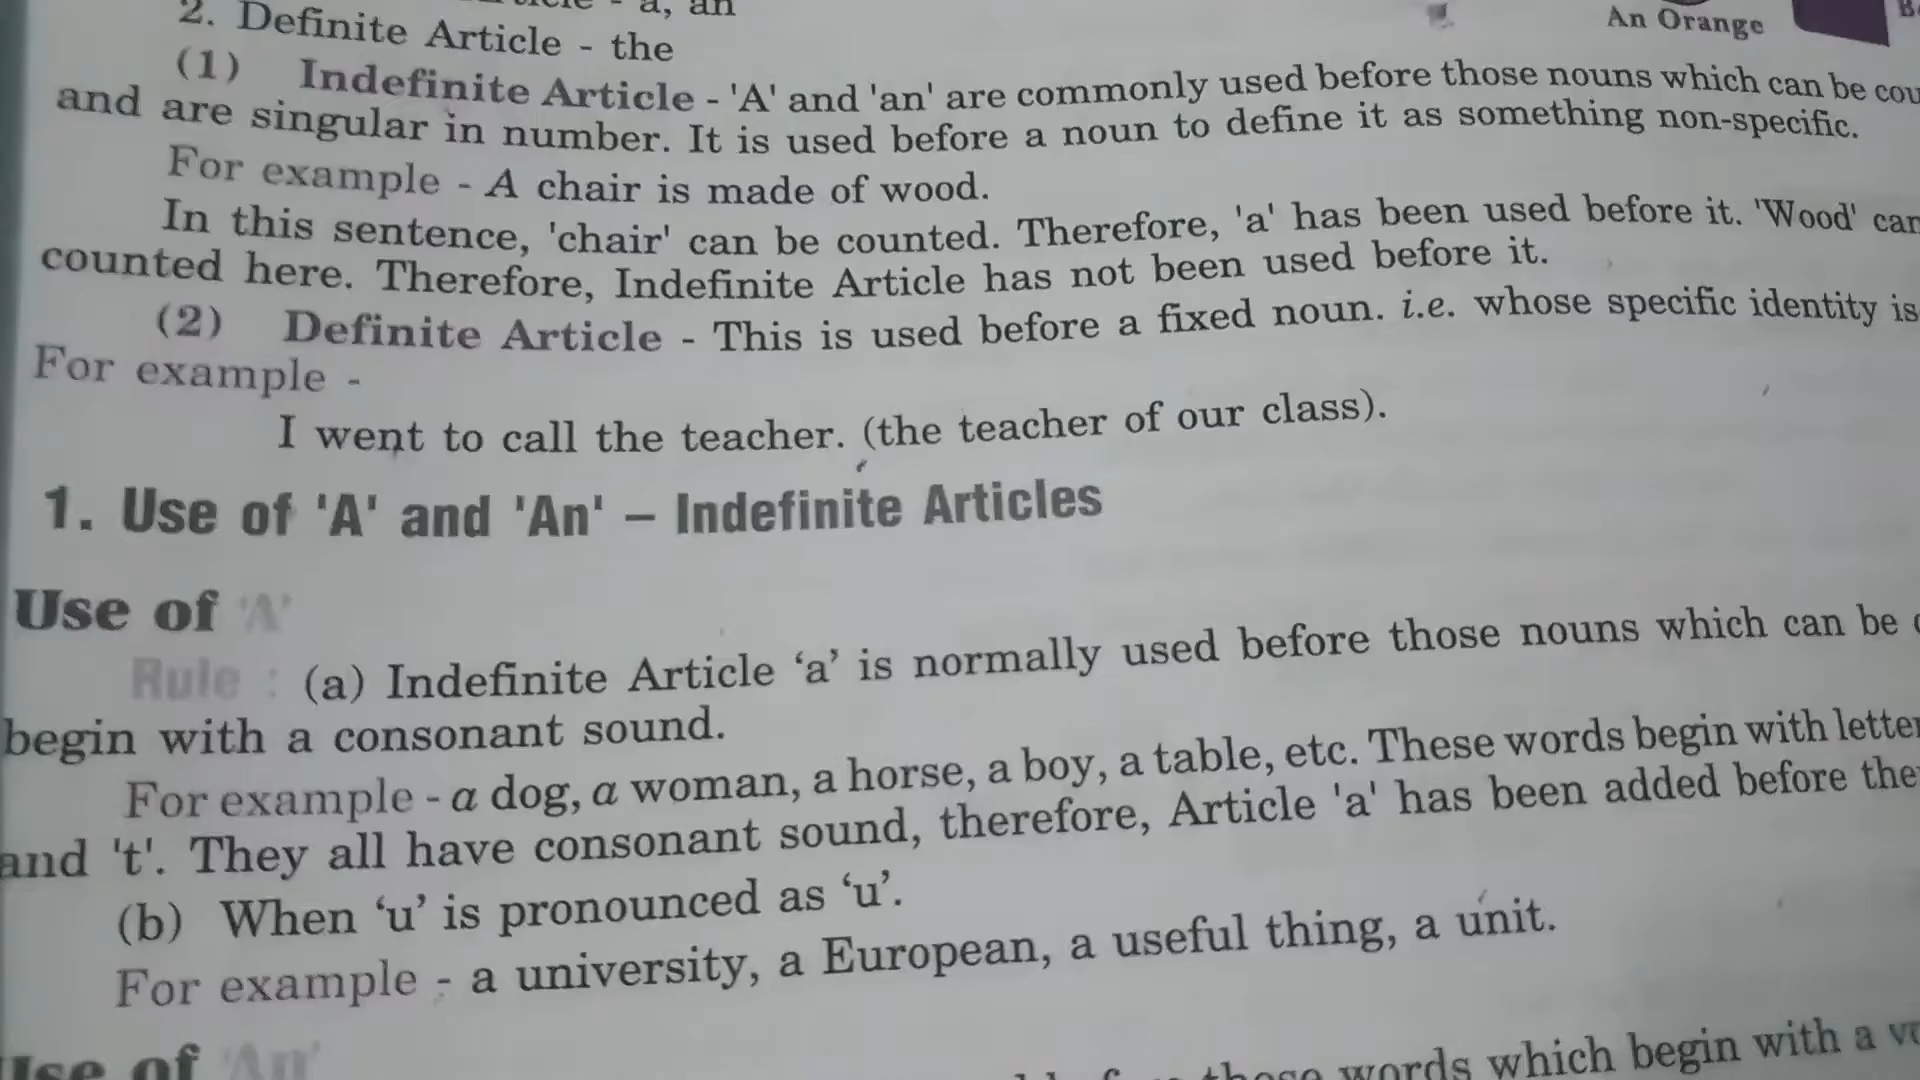 a, an
An Orange
2. Definite Article - the
(1) Indefinite Article - 'A' and 'an' are commonly used before those nouns which can be
and are singular in number. It is used before a noun to define it as something non-specific.
For example - A chair is made of wood.
In this sentence, 'chair' can be counted. Therefore, 'a' has been used before it. 'Wood'
counted here. Therefore, Indefinite Article has not been used before it.
(2) Definite Article - This is used before a fixed noun. i.e. whose specific identity is
For example -
I went to call the teacher. (the teacher of our class).
1. Use of 'A' and 'An' – Indefinite Articles
Use of 'A'
Rule : (a) Indefinite Article ‘a’ is normally used before those nouns which can be
begin with a consonant sound.
For example - a dog, a woman, a horse, a boy, a table, etc. These words begin with
and 't'. They all have consonant sound, therefore, Article 'a' has been added before
(b) When ‘u’ is pronounced as ‘u’.
For example - a university, a European, a useful thing, a unit.
Use of 'An'
those words which begin with a